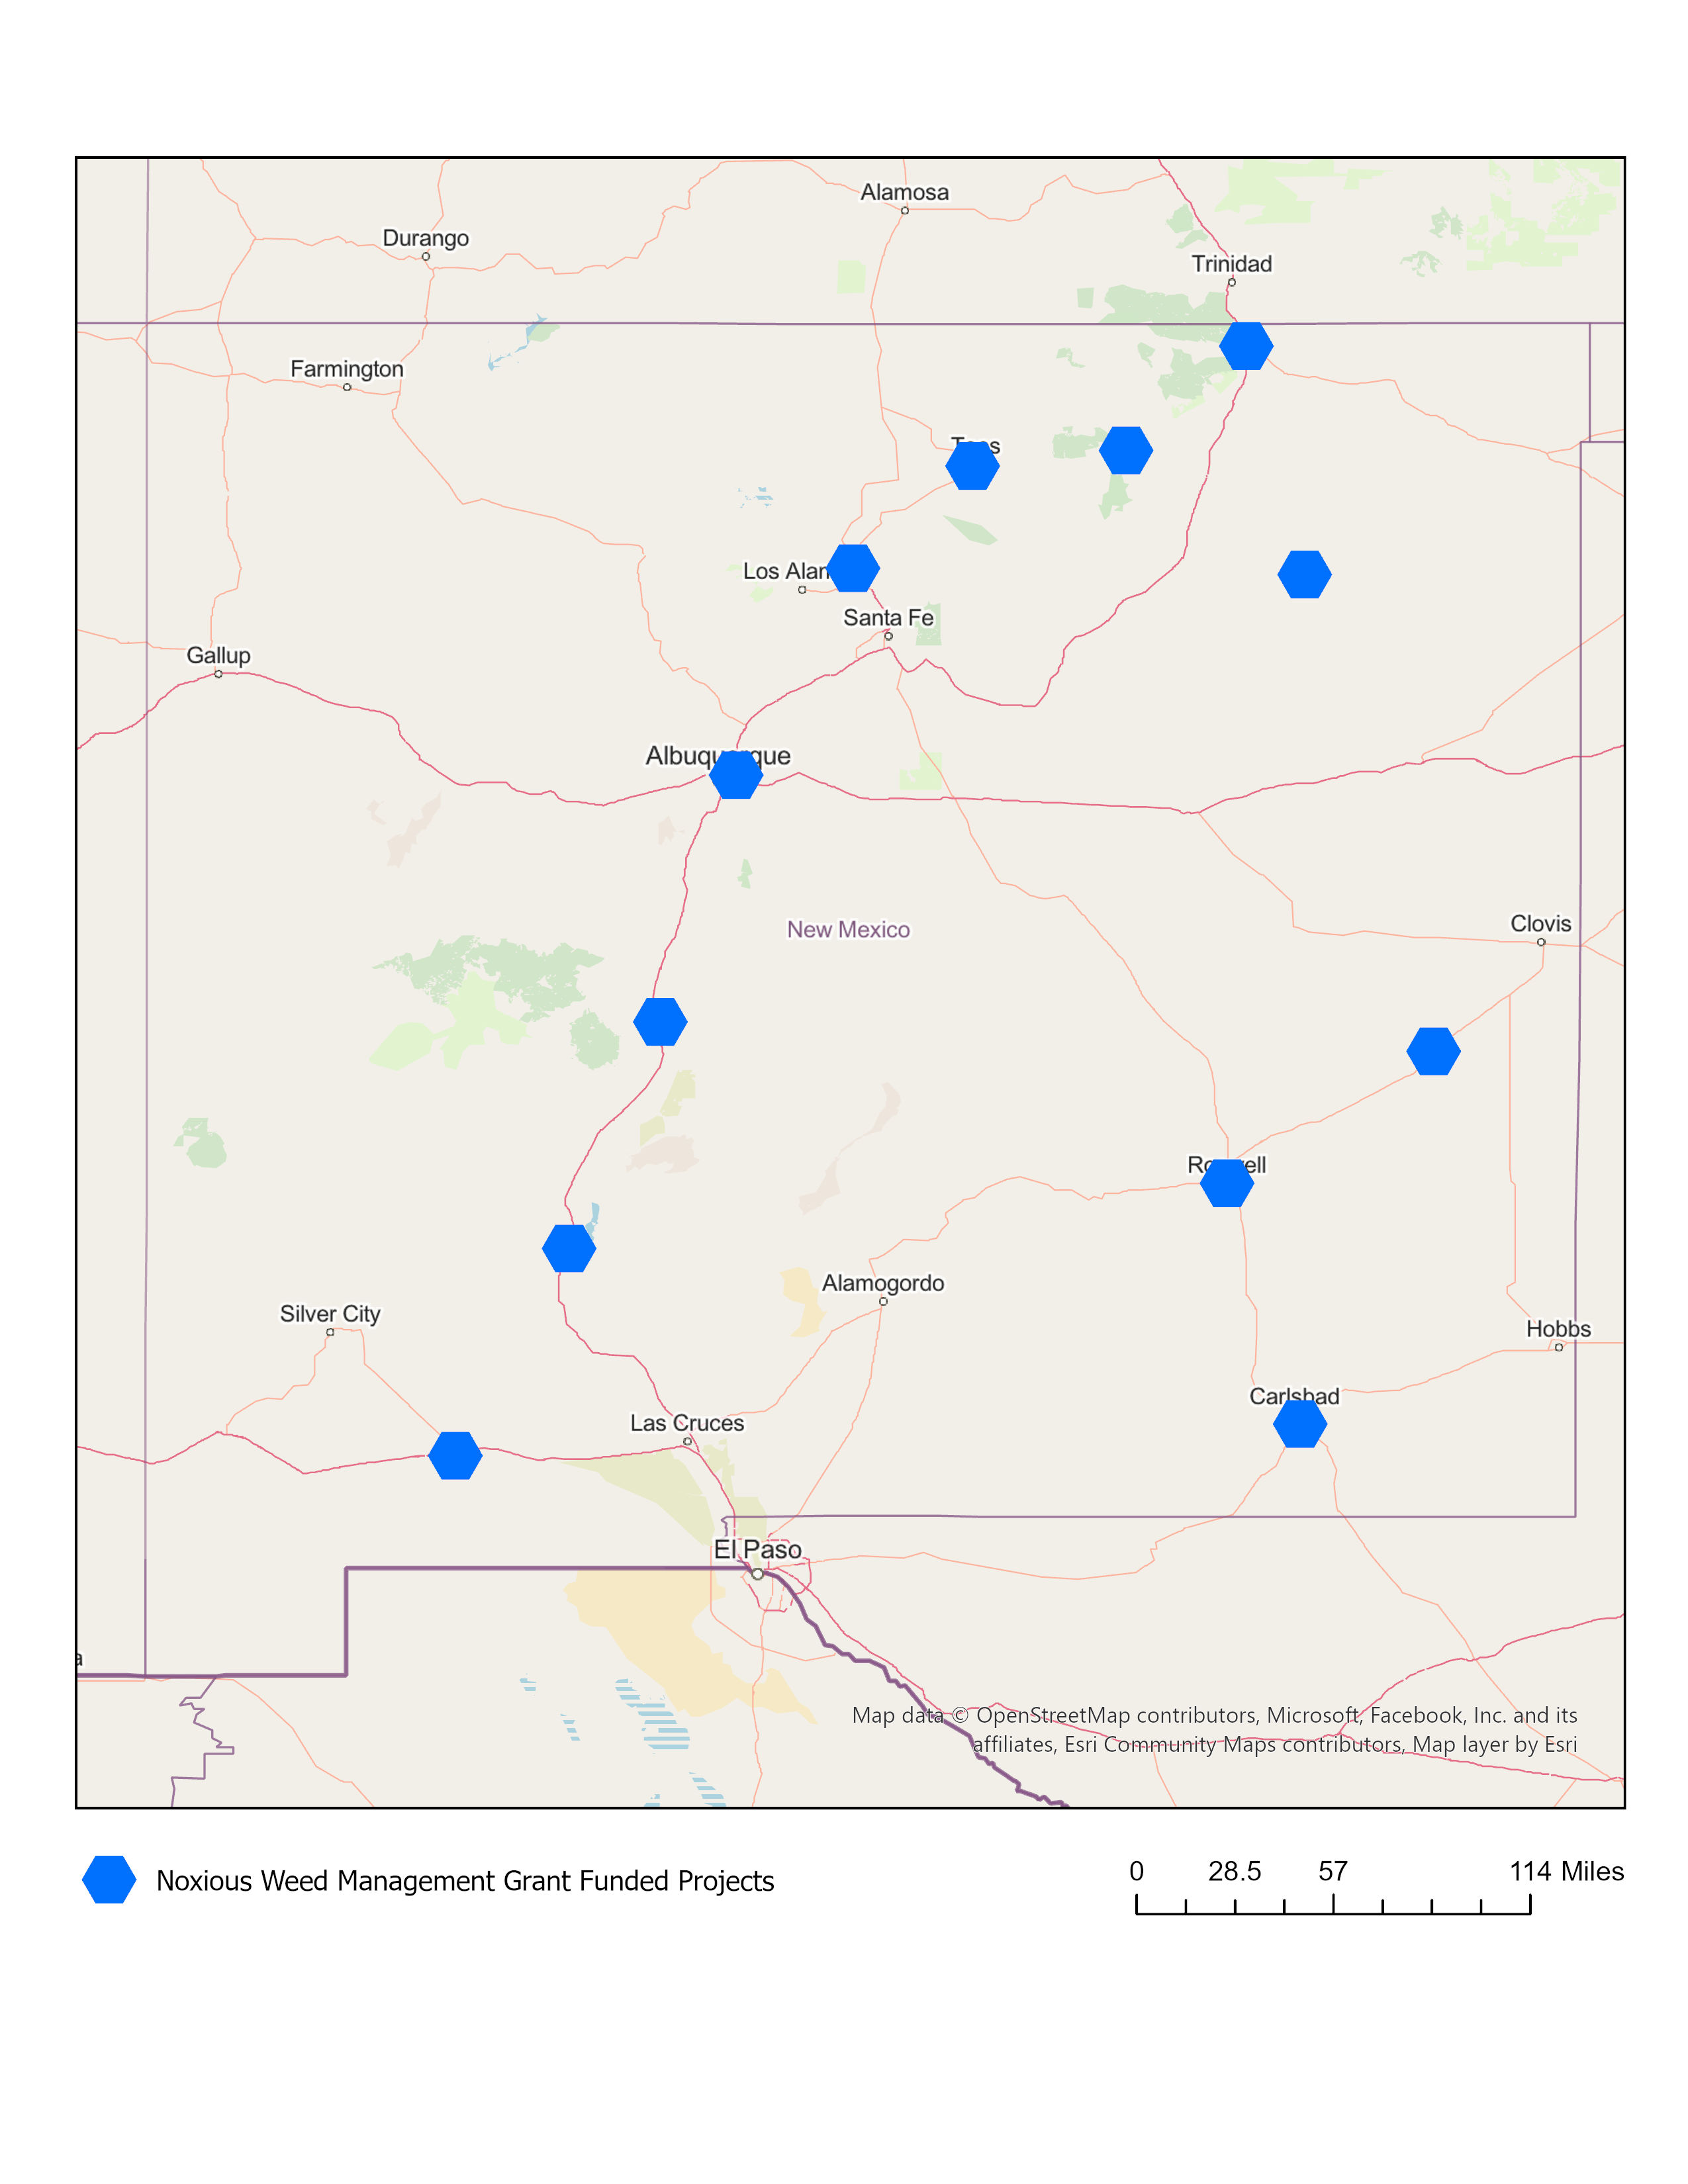 Alamosa
Durango
Trinidad
Farmington
Santa Fe
Gallup
New Mexico
Clovis
Alamogordo
Silver City
Hobbs
Carlsbad
Las Cruces
El Paso
a
Map data © OpenStreetMap contributors, Microsoft, Facebook, Inc. and its
affiliates, Esri Community Maps contributors, Map layer by Esri
Noxious Weed Management Grant Funded Projects
0 28.5 57 114 Miles